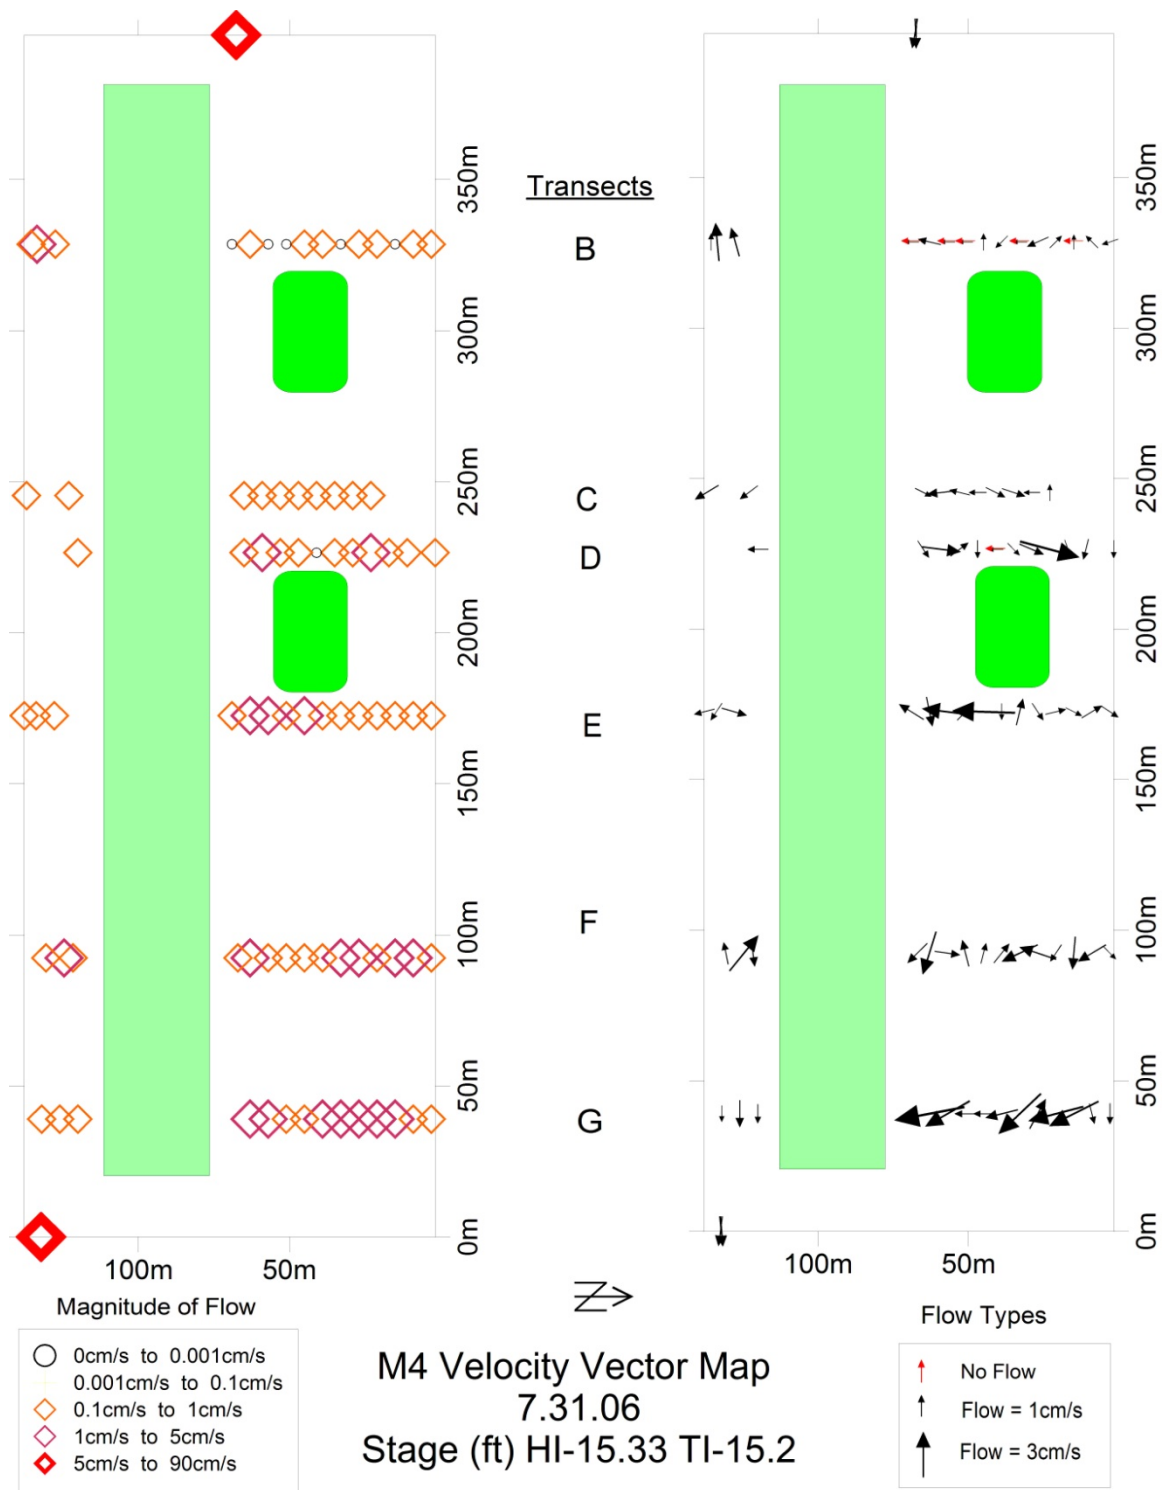 Transects
350m
350m
B
300m
300m
250m
250m
C
D
200m
200m
E
150m
150m
F
100m
100m
G
50m
50m
0m
0m
100m
50m
100m
50m
Magnitude of Flow
0cm/s to 0.001cm/s
0.001cm/s to 0.1cm/s
0.1cm/s to 1cm/s
1cm/s to 5cm/s
5cm/s to 90cm/s
Z
M4 Velocity Vector Map
7.31.06
Stage (ft) HI-15.33 TI-15.2
Flow Types
No Flow
Flow = 1cm/s
Flow = 3cm/s